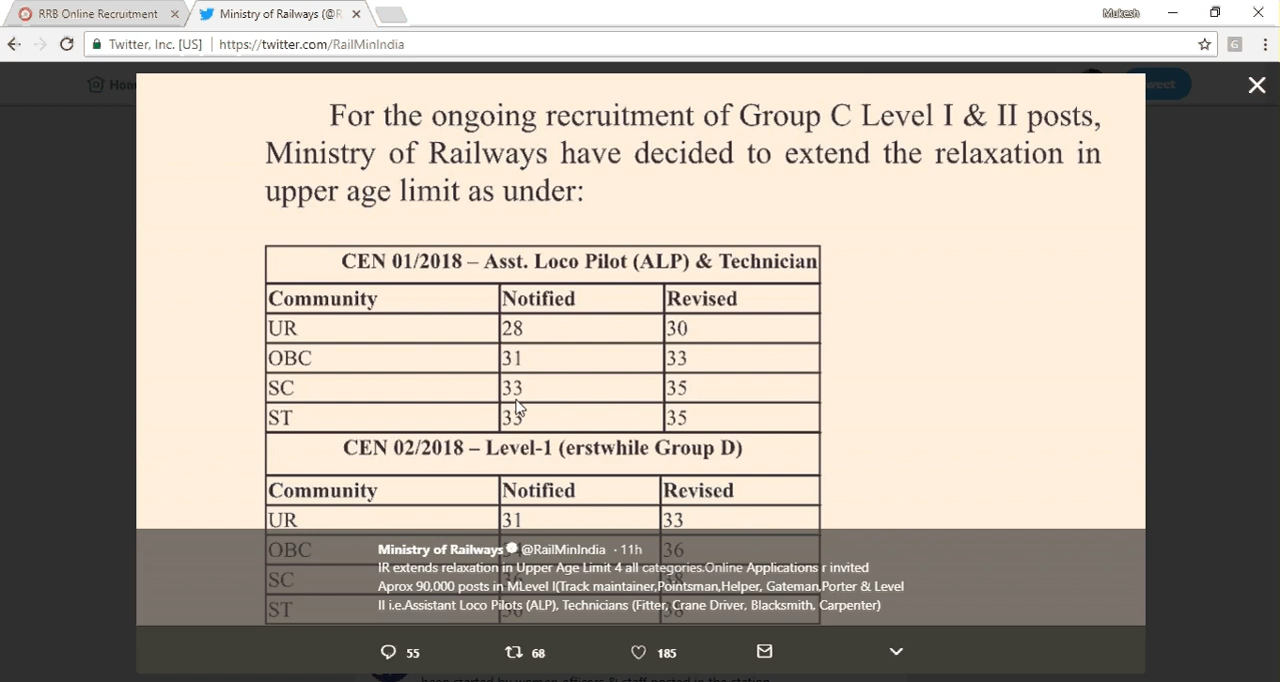 RRB Online Recruitment
Ministry of Railways (@R
Mukesh
Twitter, Inc. [US] https://twitter.com/RailMinIndia
For the ongoing recruitment of Group C Level I & II posts,
Ministry of Railways have decided to extend the relaxation in
upper age limit as under:
CEN 01/2018 – Asst. Loco Pilot (ALP) & Technician
Community Notified Revised
UR 28 30
OBC 31 33
SC 33 35
ST 33 35
CEN 02/2018 – Level-1 (erstwhile Group D)
Community Notified Revised
UR 31 33
OBC 36
SC
ST
Ministry of Railways @RailMinIndia · 11h
IR extends relaxation in Upper Age Limit 4 all categories.Online Applications r invited
Aprox 90,000 posts in MLevel I(Track maintainer,Pointsman,Helper, Gateman,Porter & Level
II i.e.Assistant Loco Pilots (ALP), Technicians (Fitter, Crane Driver, Blacksmith, Carpenter)
55 68 185